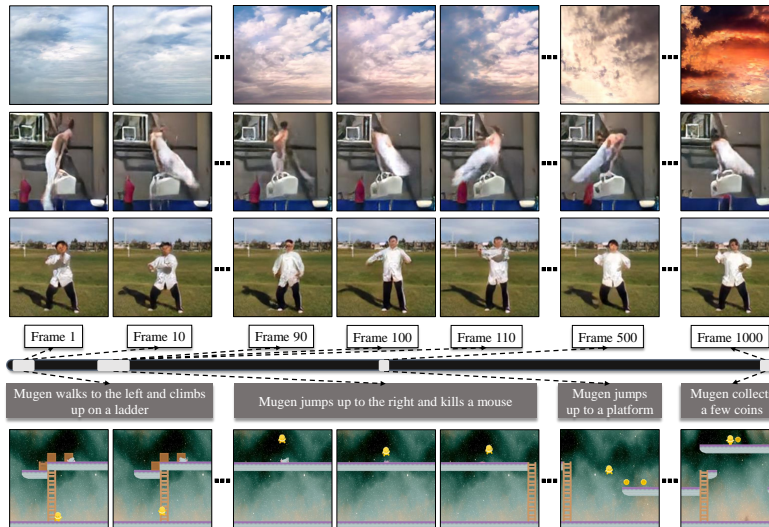 Frame 1
Frame 10
Frame 90
Frame 100
Frame 110
Frame 500
Frame 1000
Mugen walks to the left and climbs
up on a ladder
Mugen jumps up to the right and kills a mouse
Mugen jumps
up to a platform
Mugen collect
a few coins